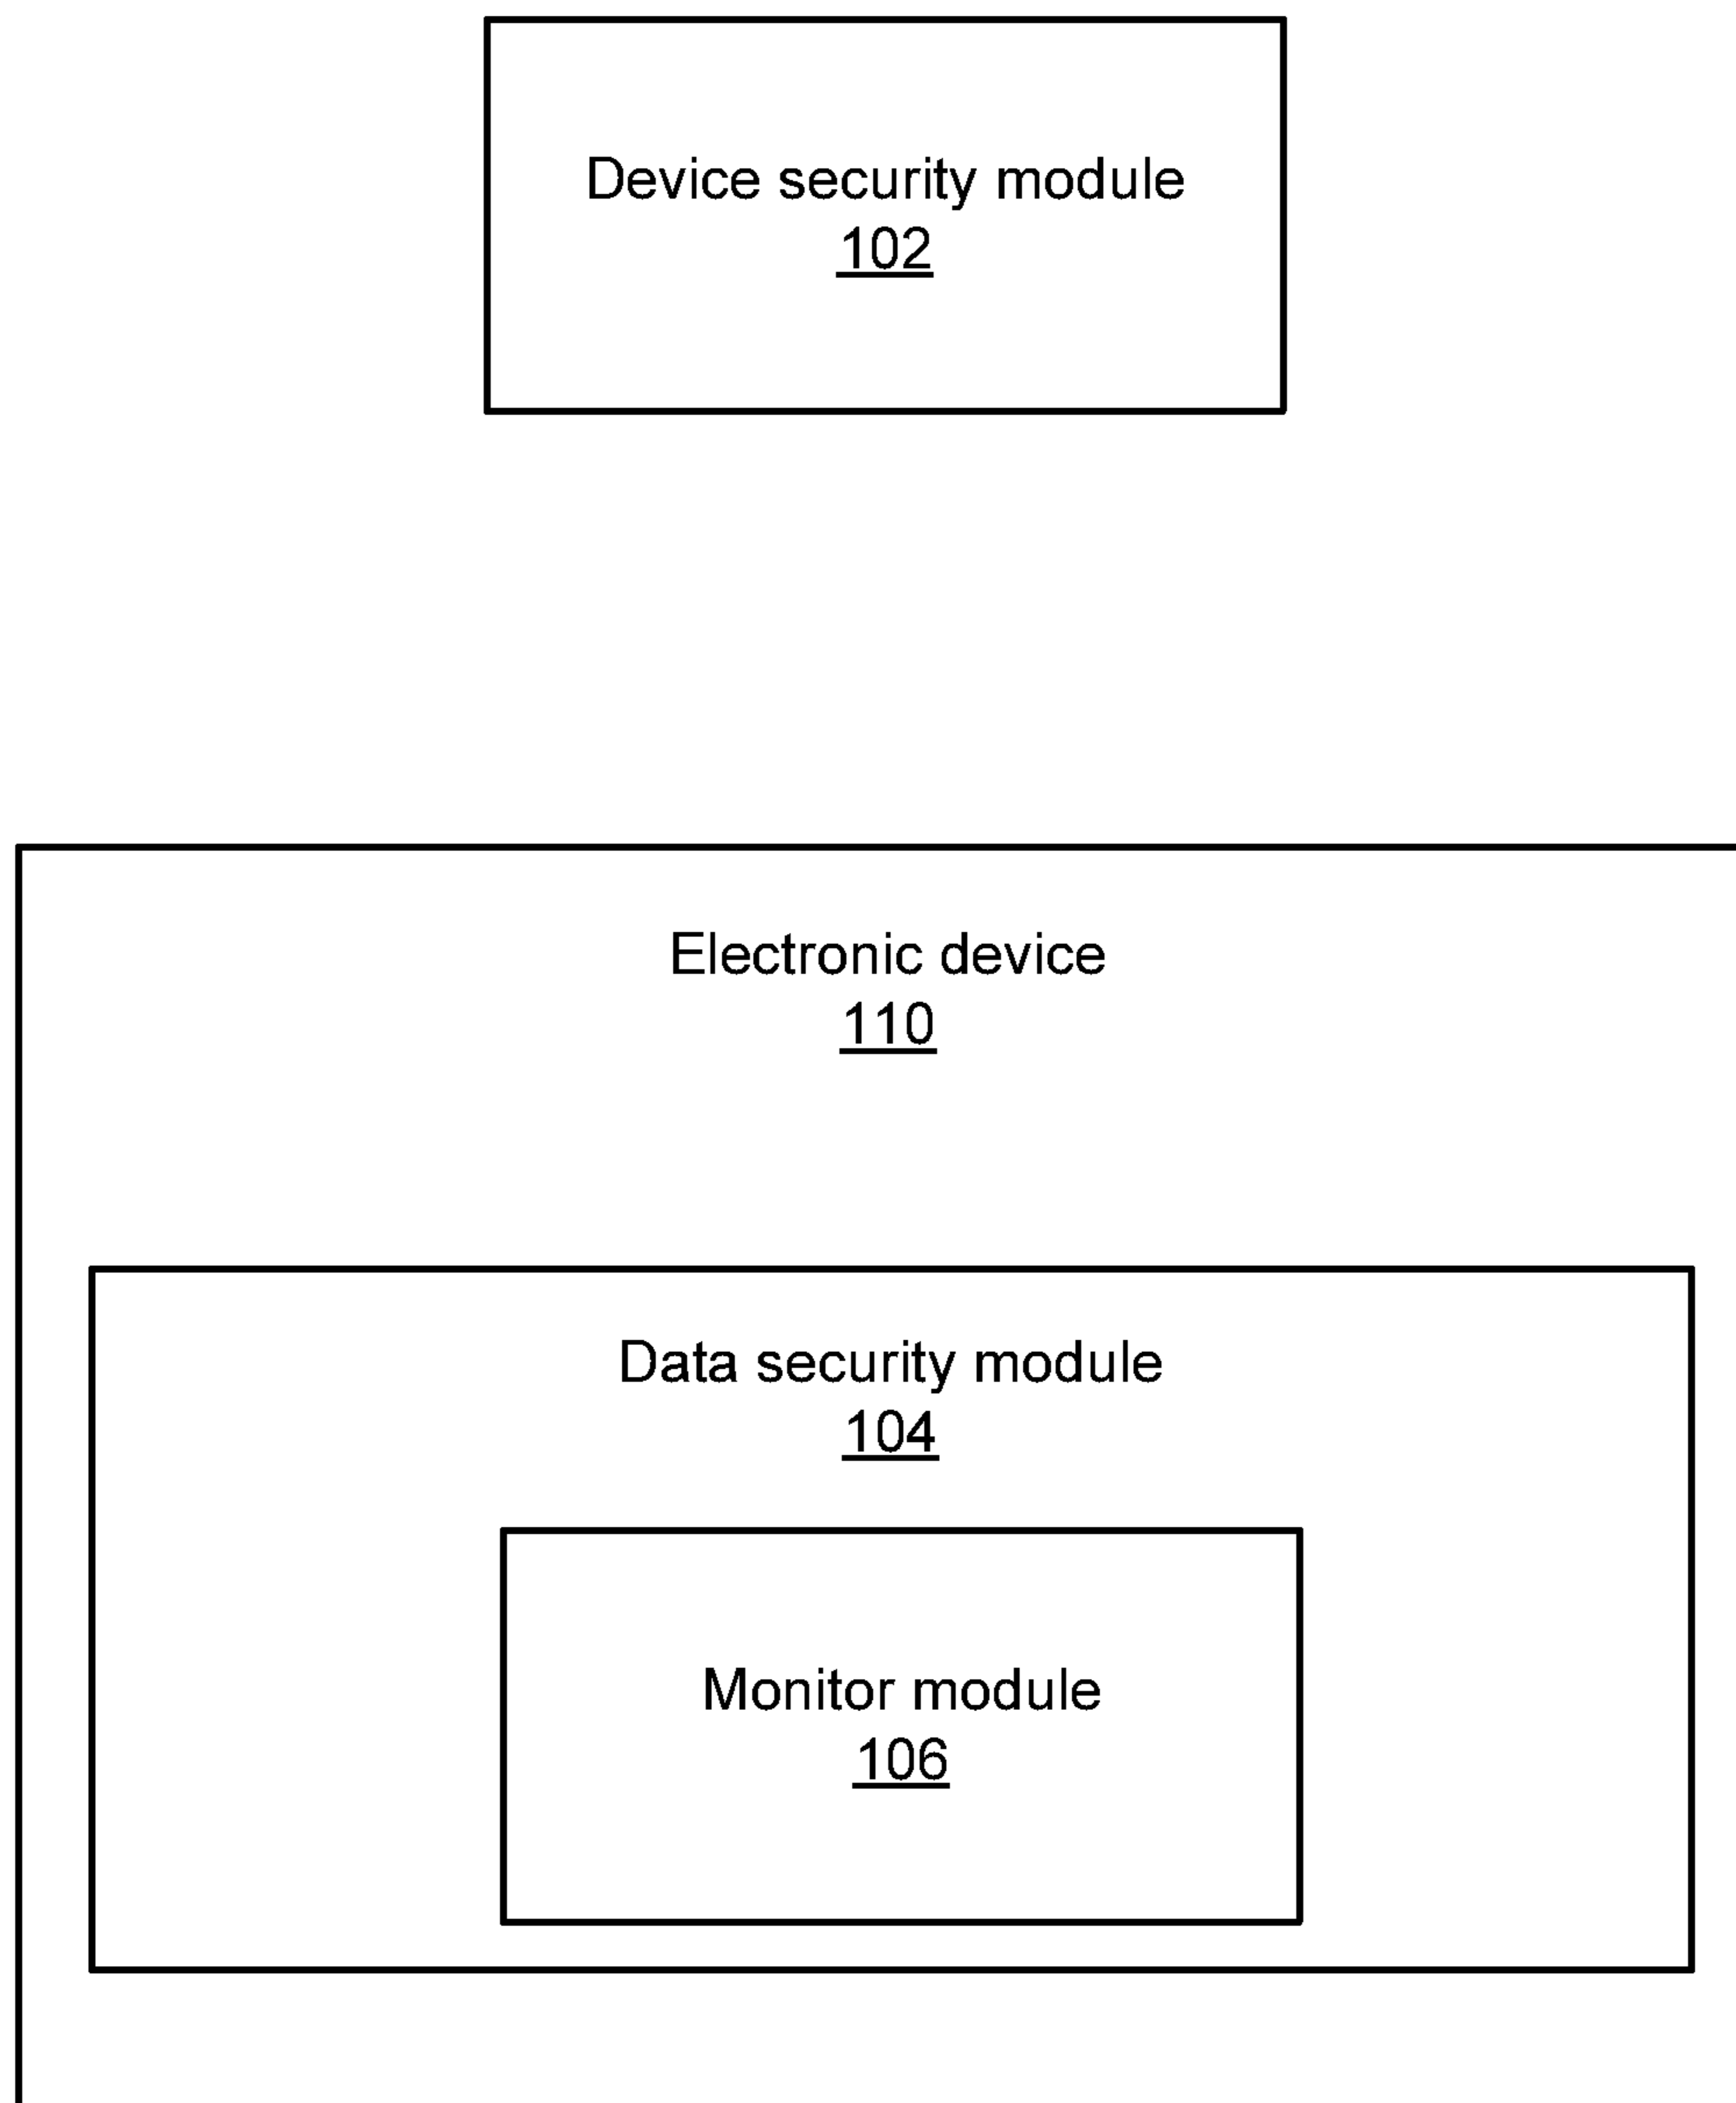 Device security module
102
Electronic device
110
Data security module
104
Monitor module
106